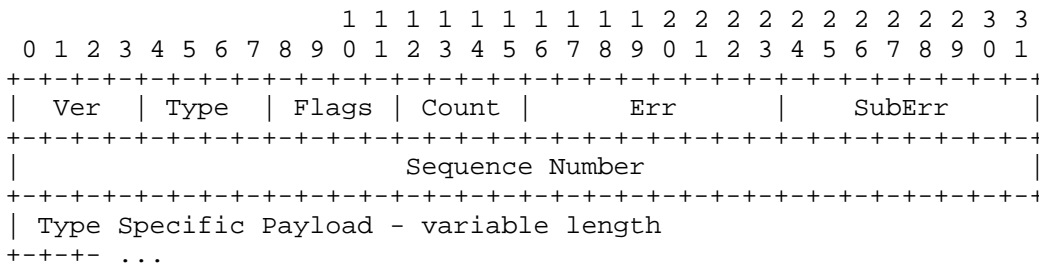 1 1 1 1 1 1 1 1 1 1 2 2 2 2 2 2 2 2 2 2 3 3
 0 1 2 3 4 5 6 7 8 9 0 1 2 3 4 5 6 7 8 9 0 1 2 3 4 5 6 7 8 9 0 1
+-+-+-+-+-+-+-+-+-+-+-+-+-+-+-+-+-+-+-+-+-+-+-+-+-+-+-+-+-+-+-+-+
|  Ver  | Type  | Flags | Count |      Err      |    SubErr     |
+-+-+-+-+-+-+-+-+-+-+-+-+-+-+-+-+-+-+-+-+-+-+-+-+-+-+-+-+-+-+-+-+
|                        Sequence Number                        |
+-+-+-+-+-+-+-+-+-+-+-+-+-+-+-+-+-+-+-+-+-+-+-+-+-+-+-+-+-+-+-+-+
| Type Specific Payload - variable length
+-+-+- ...